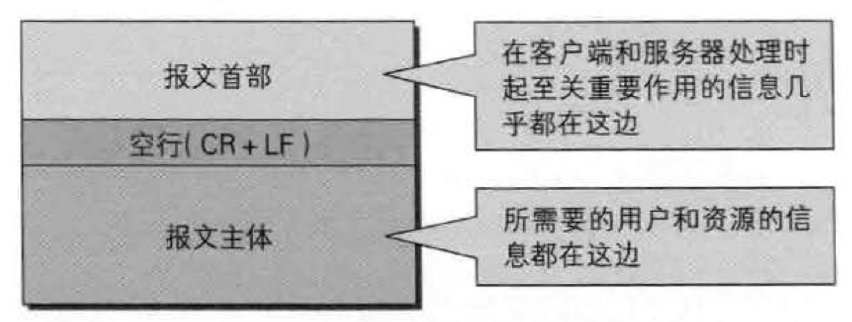 报文首部
在客户端和服务器处理时
起至关重要作用的信息几
乎都在这边
空行(CR+LF)
报文主体
所需要的用户和资源的信
息都在这边